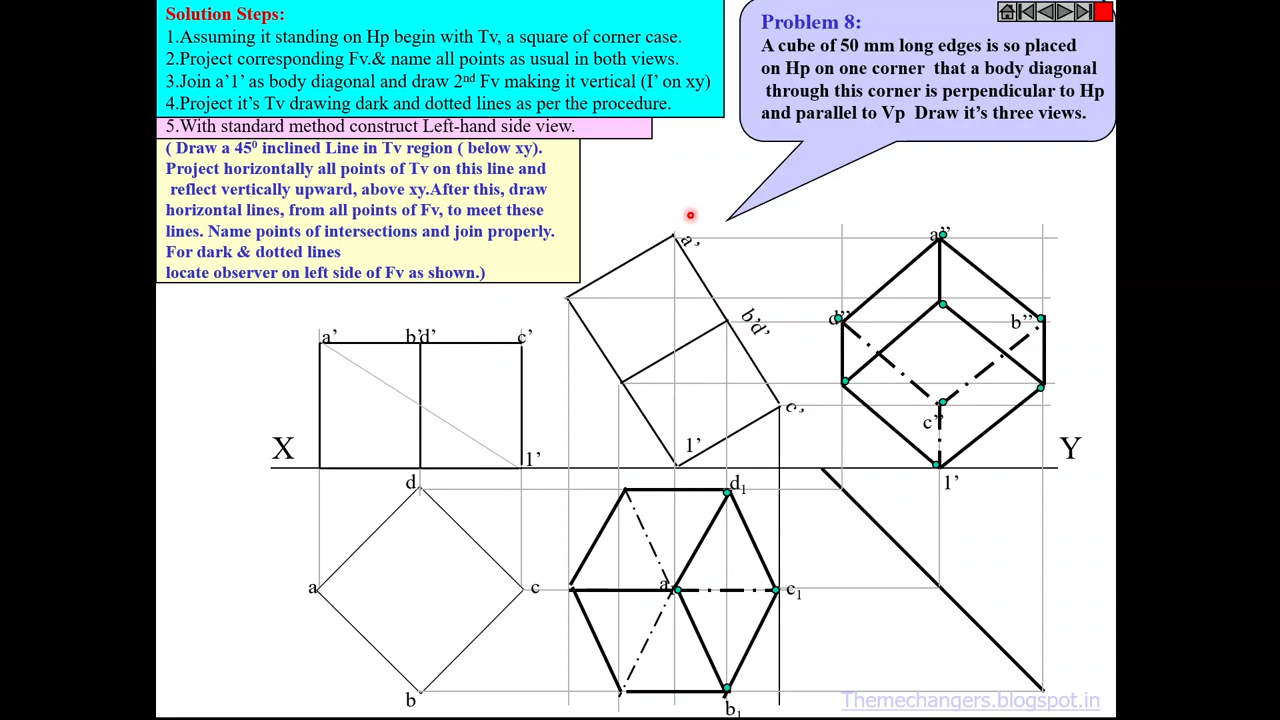 Solution Steps:
1.Assuming it standing on Hp begin with Tv, a square of corner case.
2.Project corresponding Fv.& name all points as usual in both views.
3.Join a’1’ as body diagonal and draw 2nd Fv making it vertical (I’ on xy)
4.Project it’s Tv drawing dark and dotted lines as per the procedure.
5.With standard method construct Left-hand side view.
( Draw a 45⁰ inclined Line in Tv region ( below xy).
Project horizontally all points of Tv on this line and
reflect vertically upward, above xy.After this, draw
horizontal lines, from all points of Fv, to meet these
lines. Name points of intersections and join properly.
For dark & dotted lines
locate observer on left side of Fv as shown.)
Problem 8:
A cube of 50 mm long edges is so placed
on Hp on one corner that a body diagonal
through this corner is perpendicular to Hp
and parallel to Vp Draw it’s three views.
a’
b’d’
c’
1’
a’
b’d’
c’
1’
a”
d”
b”
c”
1’
X
Y
d
a
c
b
d1
a
c1
b1
Themechangers.blogspot.in